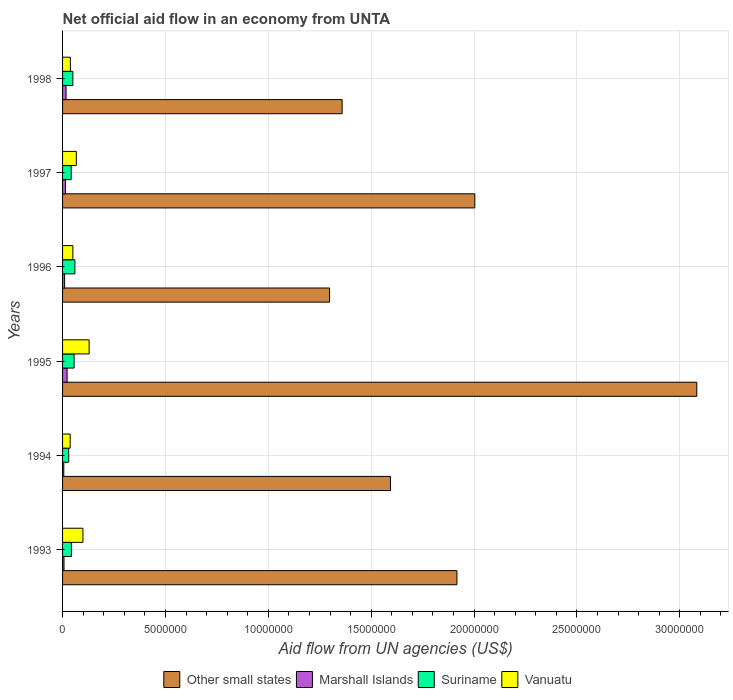 Net official aid flow in an economy from UNTA
1998
1997
1996
1995
1994
1993
Years
0
5000000
10000000
15000000
20000000
25000000
30000000
Aid flow from UN agencies (US$)
Other small states
Marshall Islands
Suriname
Vanuatu